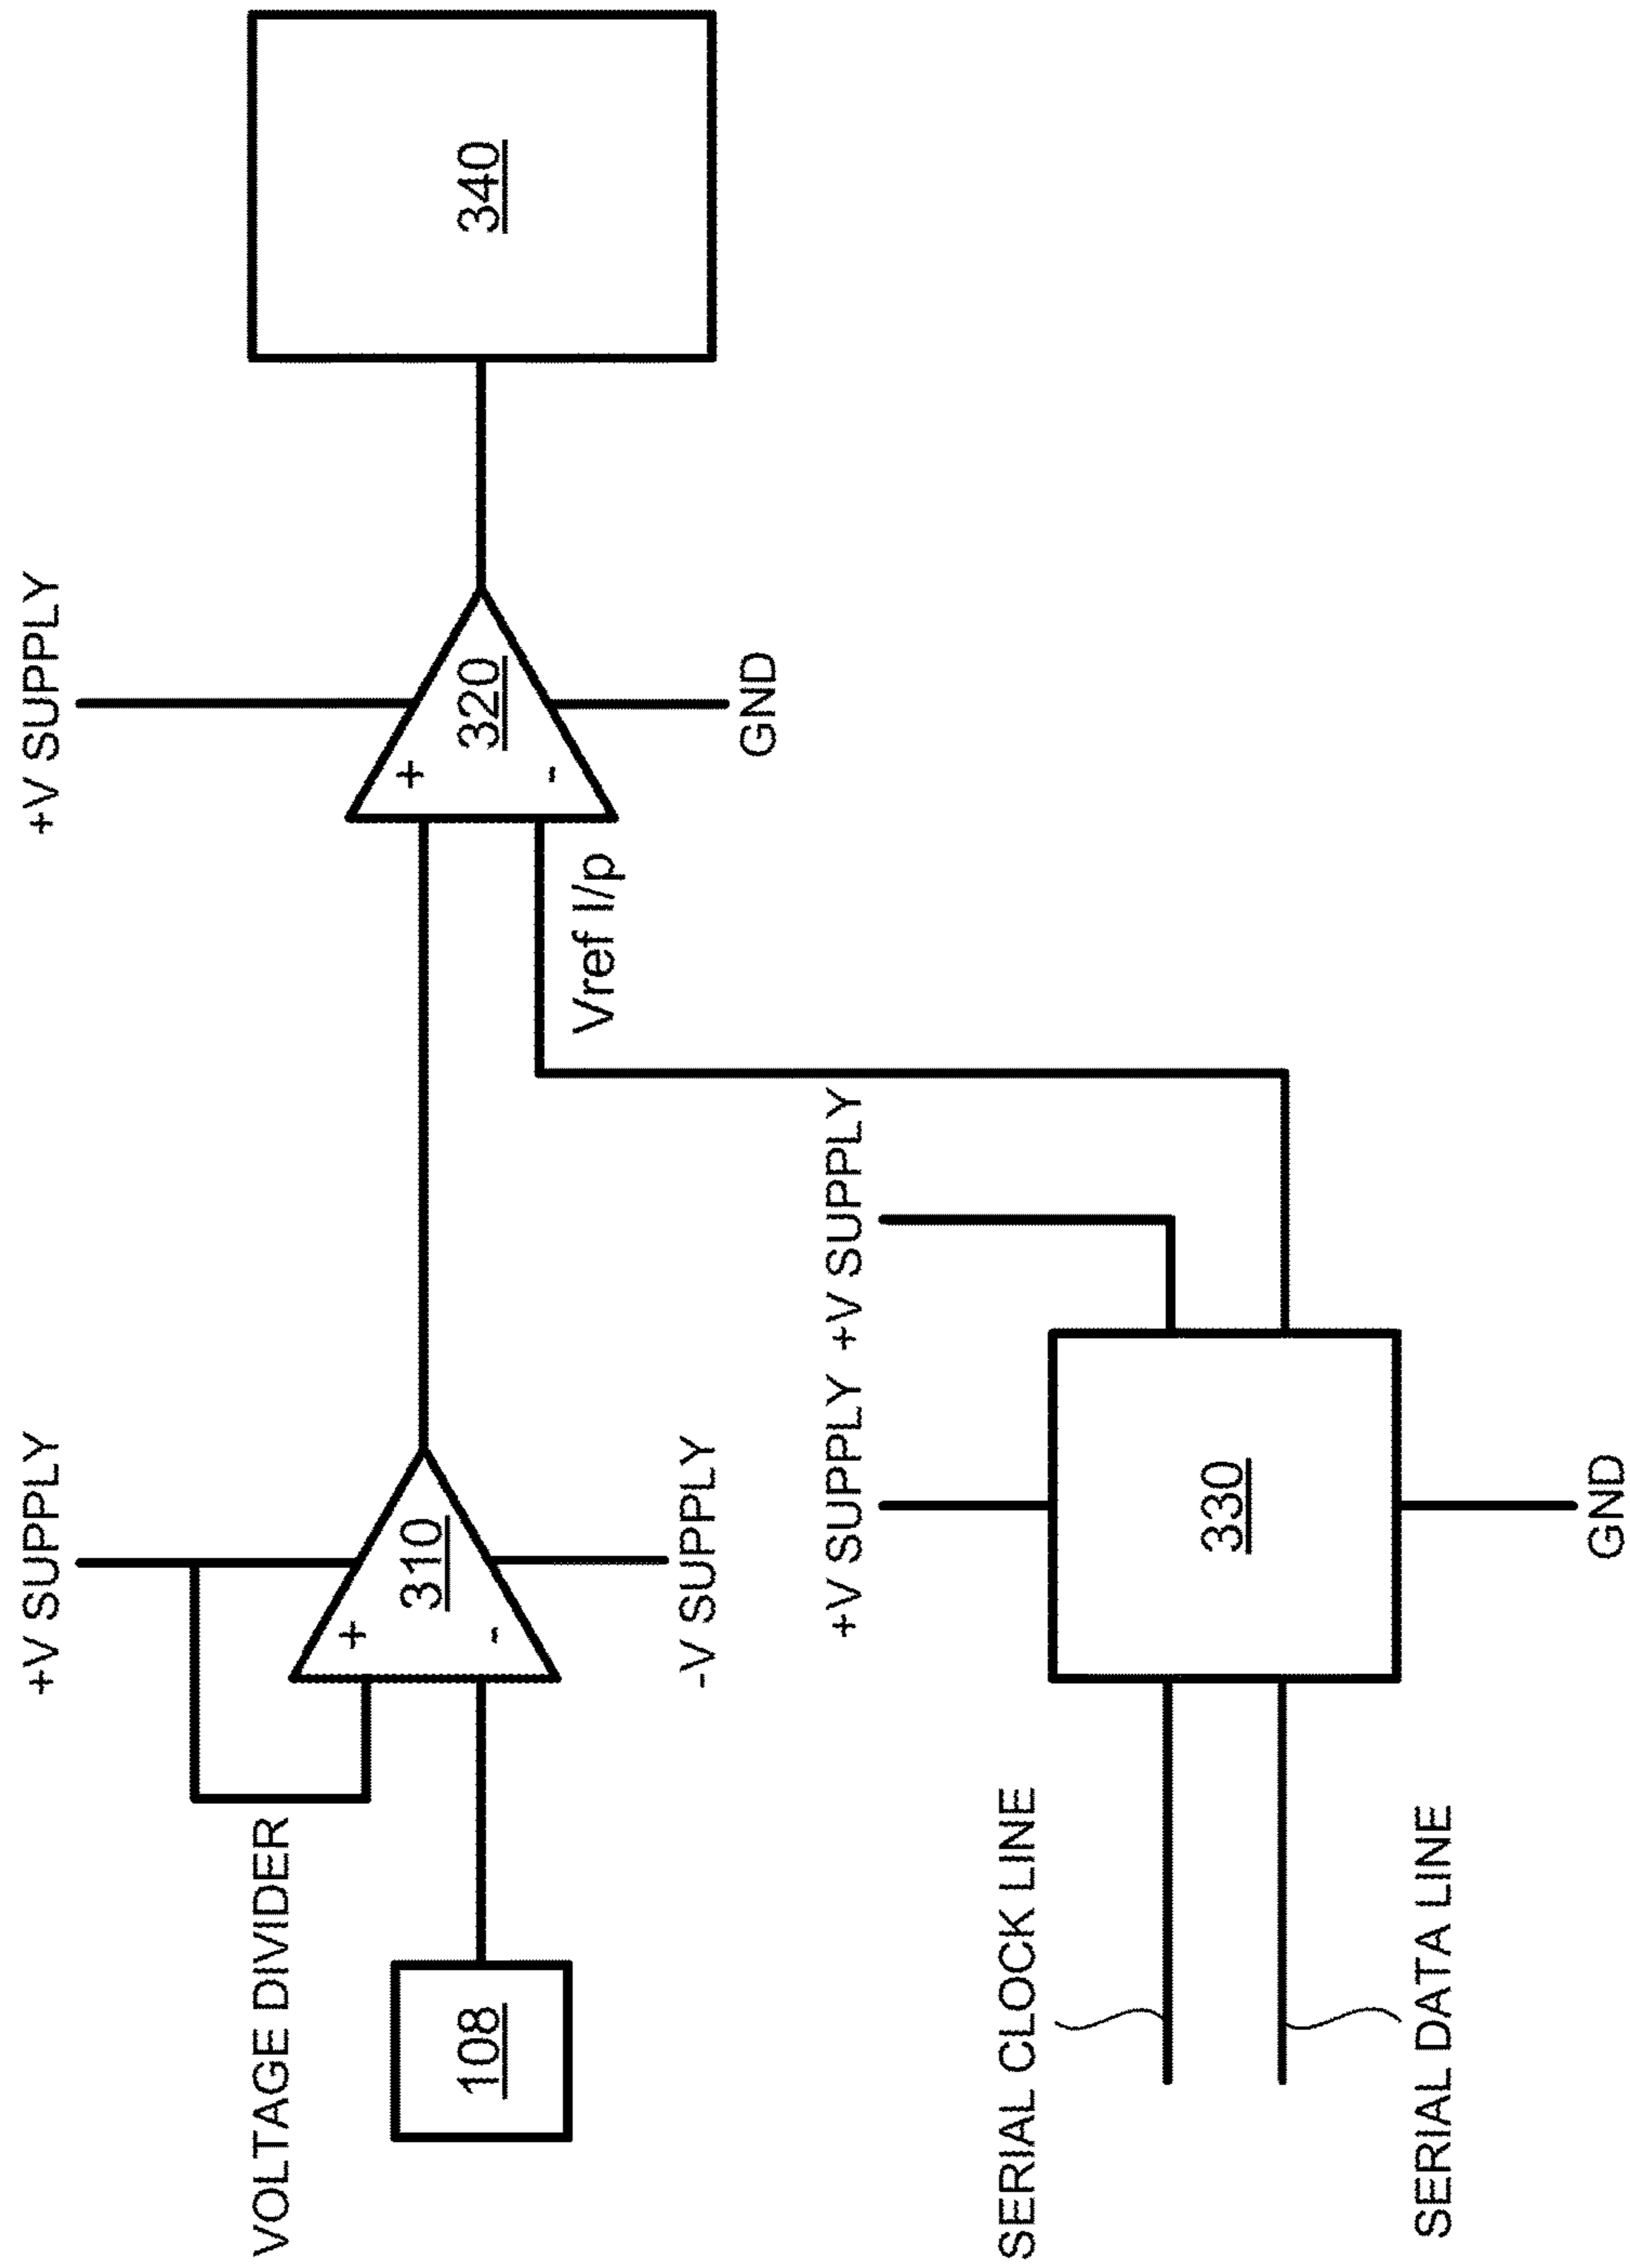 +V SUPPLY
+V SUPPLY
VOLTAGE DIVIDER
+
+
310
320
340
108
-
-
Vref I/p
-V SUPPLY
GND
+V SUPPLY
+V SUPPLY
SERIAL CLOCK LINE
330
SERIAL DATA LINE
GND